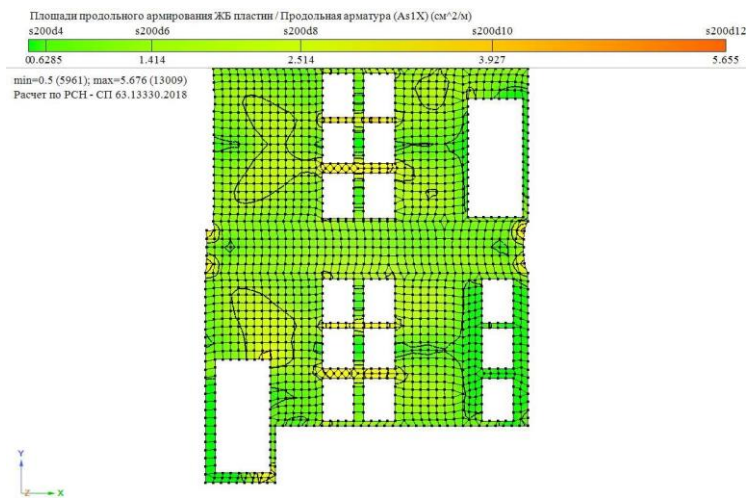 Площади продольного армирования ЖБ пластин / Продольная арматура (As1X) (см^2/м)
s200d4 s200d6 s200d8 s200d10 s200d12
0 0.6285 1.414 2.514 3.927 5.655
min=0.5 (5961); max=5.676 (13009)
Расчет по РСН - СП 63.13330.2018
Y
Z X